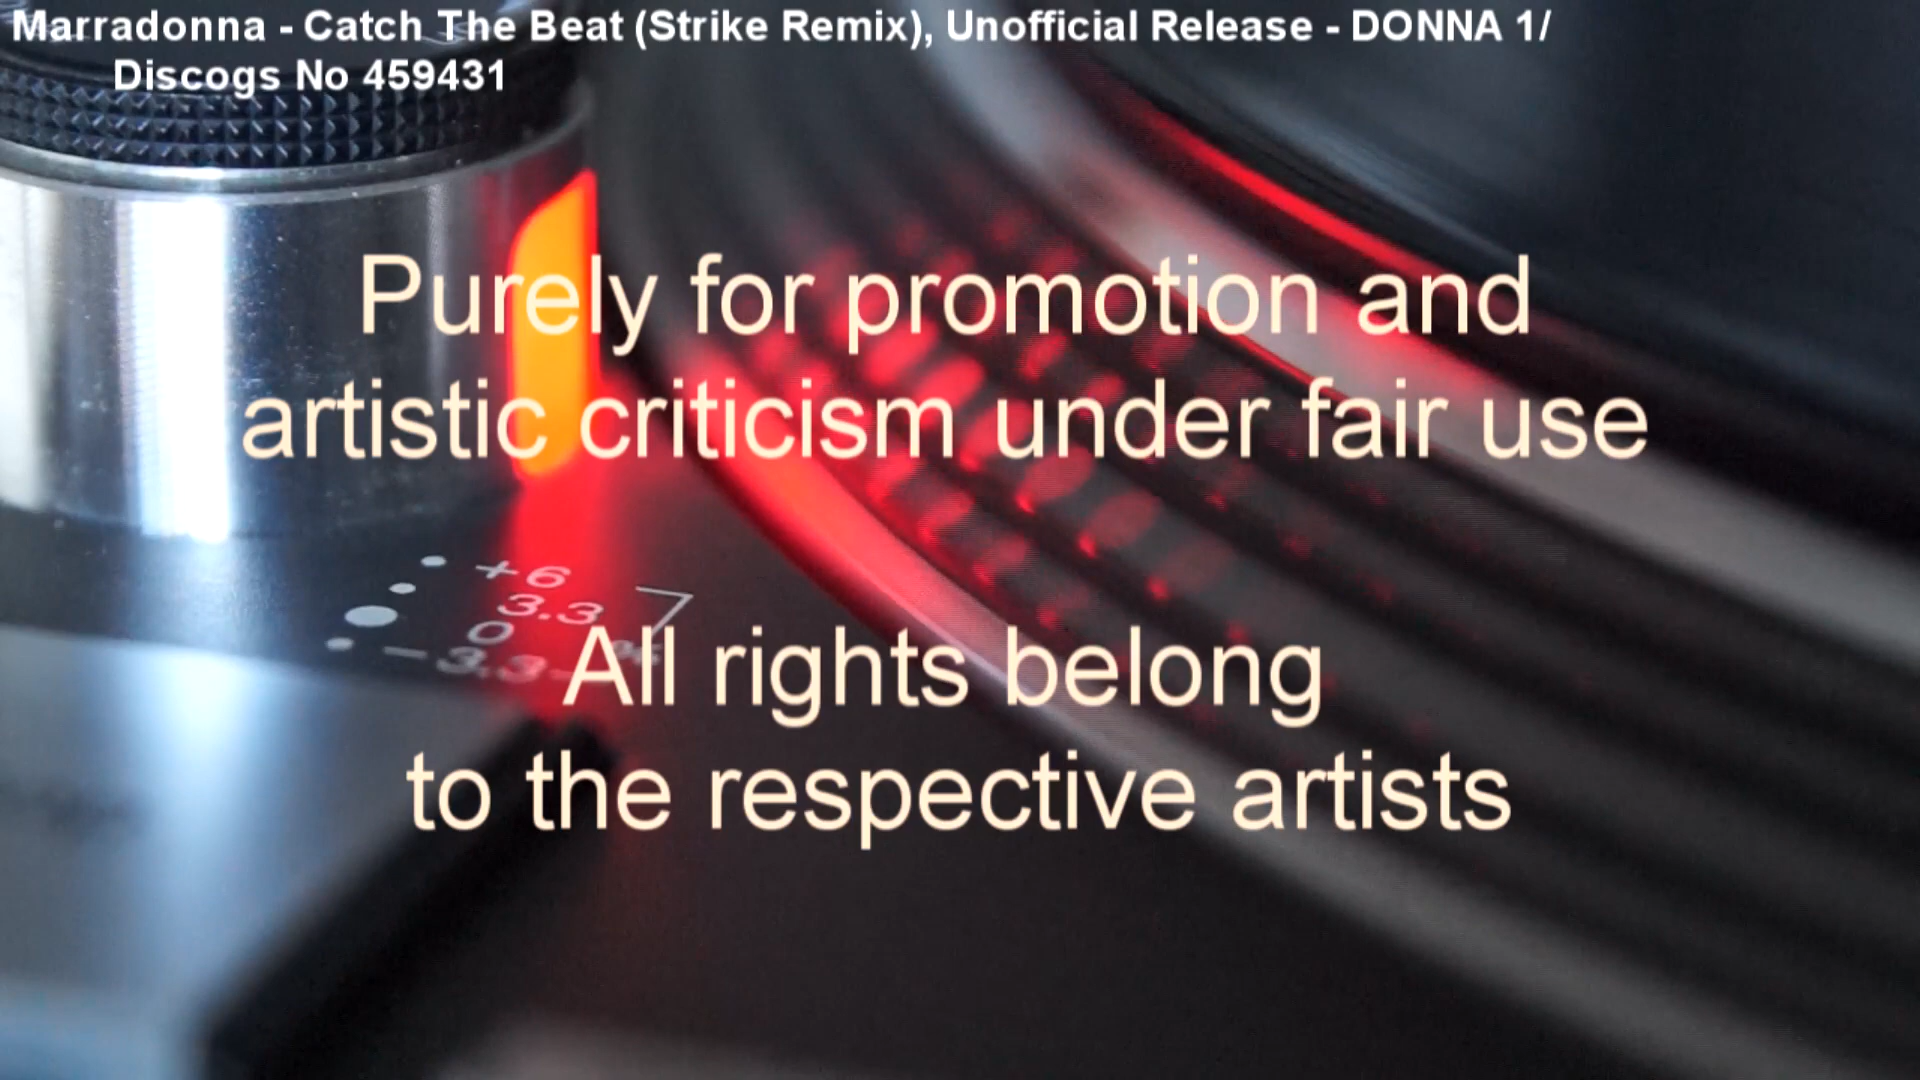 Marradonna - Catch The Beat (Strike Remix), Unofficial Release - DONNA 1/
Discogs No 459431
Purely for promotion and
artistic criticism under fair use
+6
3.3
0
-3.3
All rights belong
to the respective artists